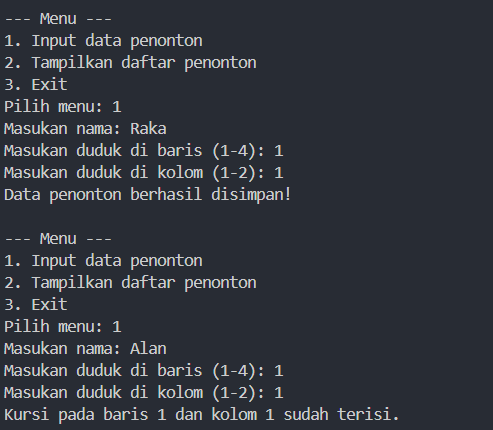 --- Menu ---
1. Input data penonton
2. Tampilkan daftar penonton
3. Exit
Pilih menu: 1
Masukan nama: Raka
Masukan duduk di baris (1-4): 1
Masukan duduk di kolom (1-2): 1
Data penonton berhasil disimpan!

--- Menu ---
1. Input data penonton
2. Tampilkan daftar penonton
3. Exit
Pilih menu: 1
Masukan nama: Alan
Masukan duduk di baris (1-4): 1
Masukan duduk di kolom (1-2): 1
Kursi pada baris 1 dan kolom 1 sudah terisi.